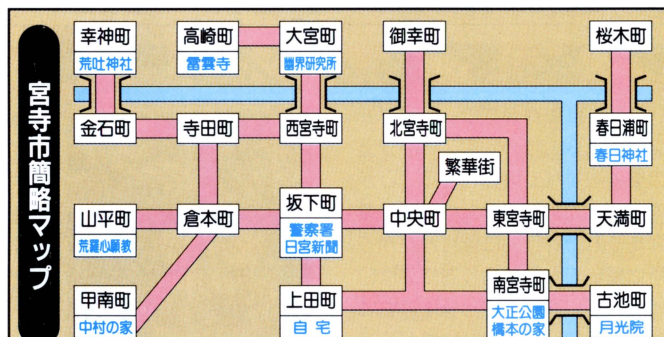 宮寺市簡略マップ
幸神町
荒吐神社
高崎町
雷雲寺
大宮町
幽界研究所
御幸町
桜木町
金石町
寺田町
西宮寺町
北宮寺町
春日浦町
春日神社
繁華街
山平町
荒羅心願教
倉本町
坂下町
警察署
日宮新聞
中央町
東宮寺町
天満町
甲南町
中村の家
上田町
自宅
南宮寺町
大正公園
橋本の家
古池町
月光院